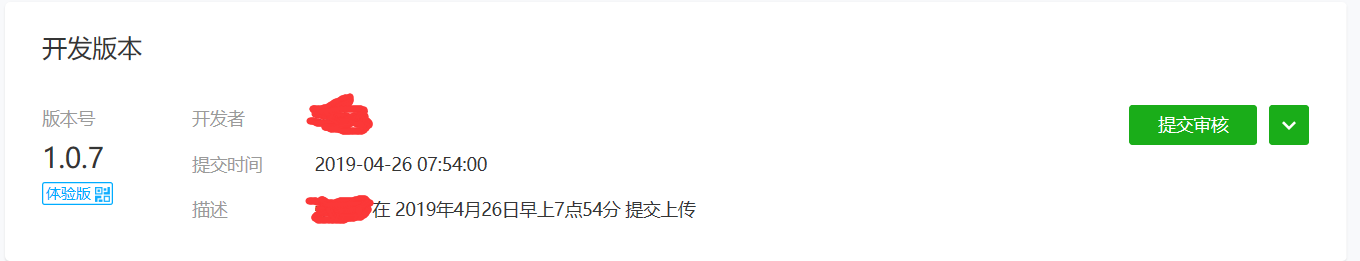 开发版本
版本号
1.0.7
体验版
开发者
提交时间 2019-04-26 07:54:00
描述 在 2019年4月26日早上7点54分 提交上传
提交审核